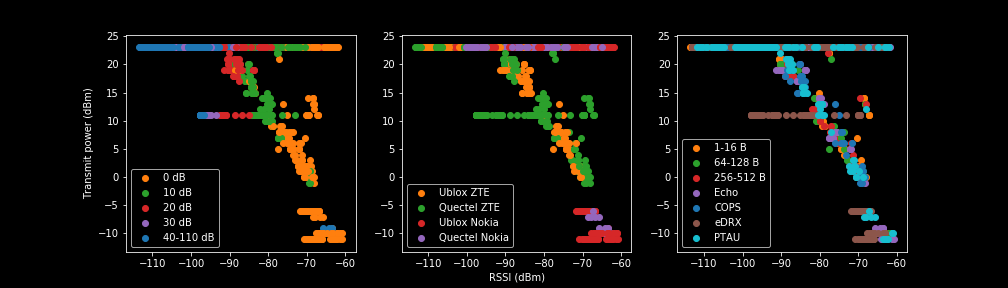 25
20
15
10
5
0
−5
−10
Transmit power (dBm)
0 dB
10 dB
20 dB
30 dB
40-110 dB
−110 −100 −90 −80 −70 −60
25
20
15
10
5
0
−5
−10
Ublox ZTE
Quectel ZTE
Ublox Nokia
Quectel Nokia
−110 −100 −90 −80 −70 −60
RSSI (dBm)
25
20
15
10
5
0
−5
−10
1-16 B
64-128 B
256-512 B
Echo
COPS
eDRX
PTAU
−110 −100 −90 −80 −70 −60